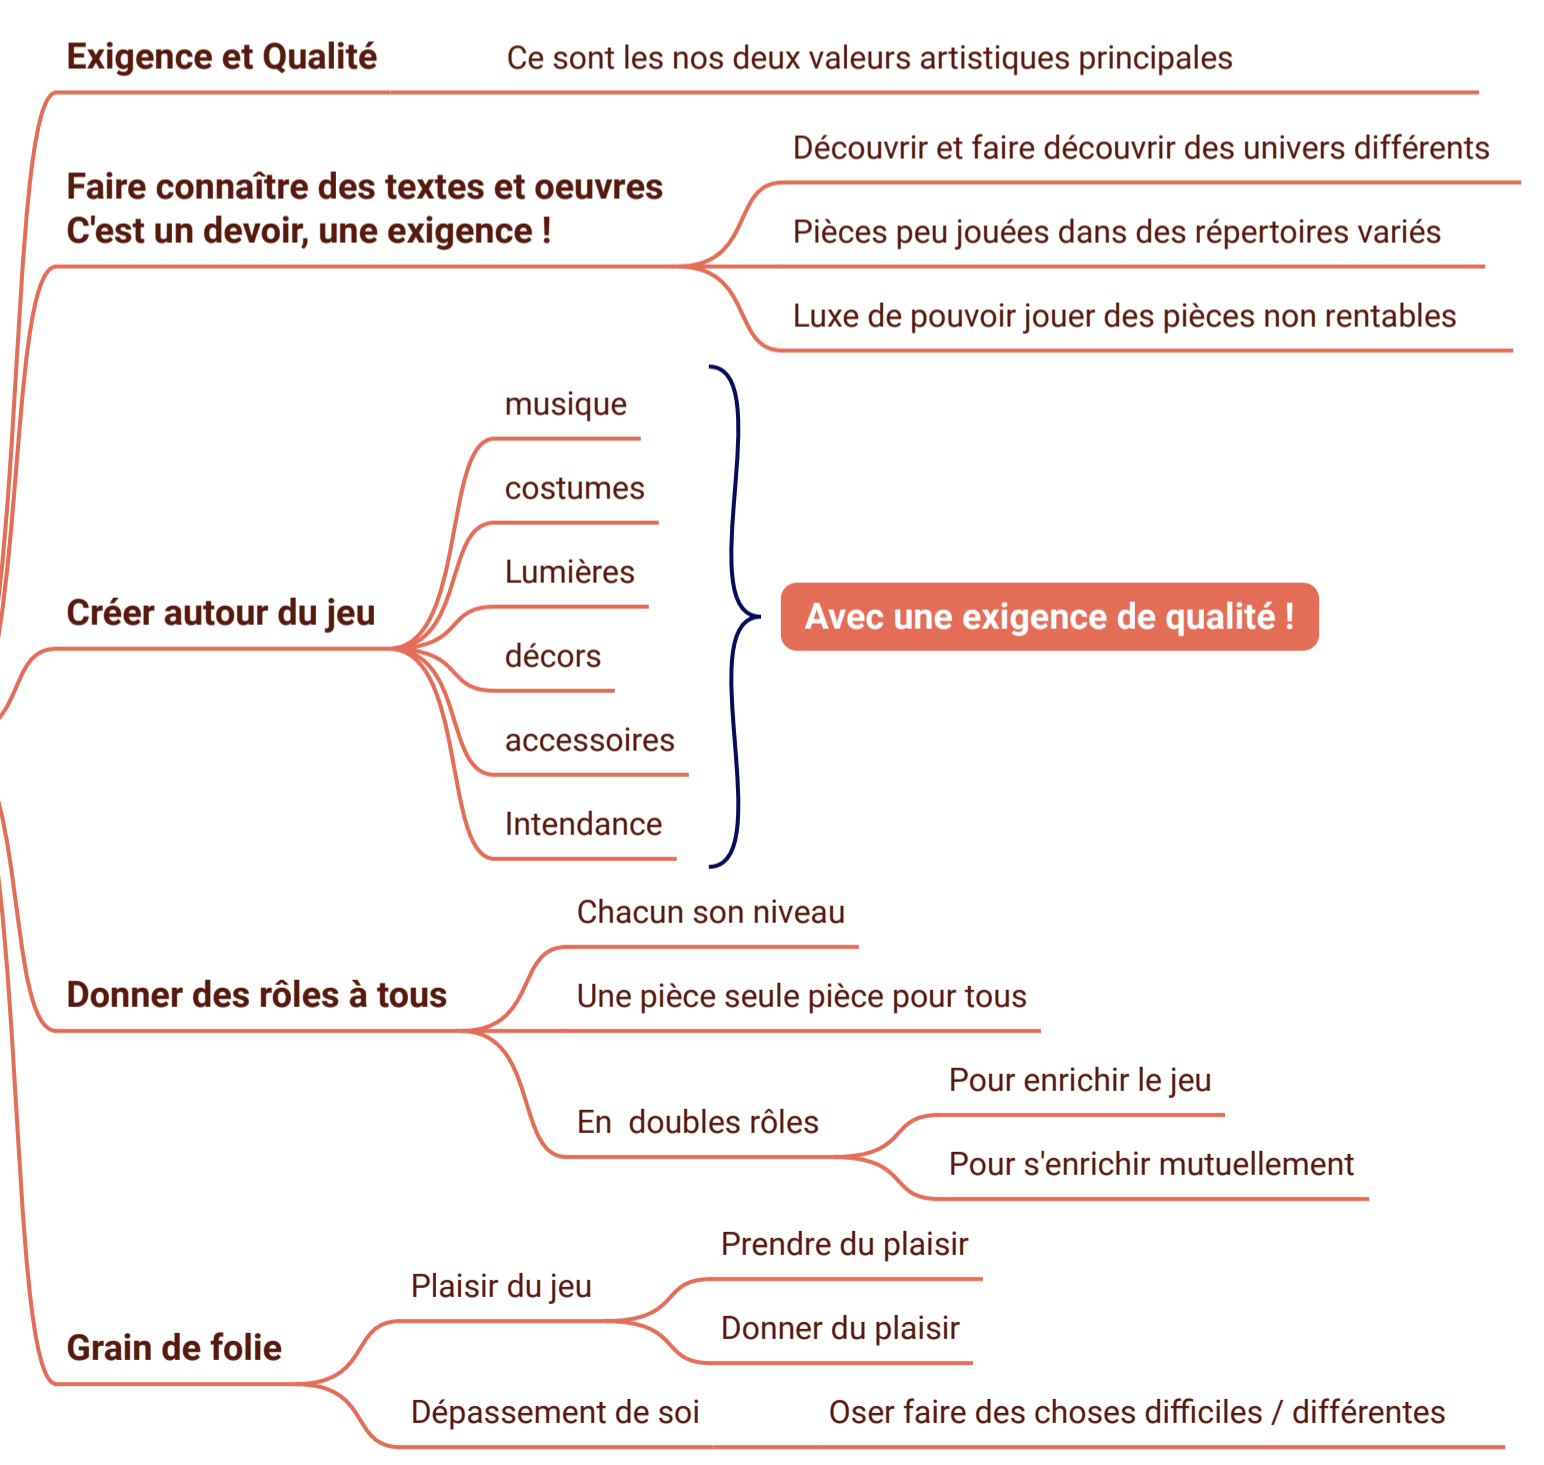 Exigence et Qualité
Ce sont les nos deux valeurs artistiques principales
Faire connaître des textes et oeuvres
C'est un devoir, une exigence !
Découvrir et faire découvrir des univers différents
Pièces peu jouées dans des répertoires variés
Luxe de pouvoir jouer des pièces non rentables
Créer autour du jeu
musique
costumes
Lumières
décors
accessoires
Intendance
Avec une exigence de qualité !
Donner des rôles à tous
Chacun son niveau
Une pièce seule pièce pour tous
En  doubles rôles
Pour enrichir le jeu
Pour s'enrichir mutuellement
Grain de folie
Plaisir du jeu
Prendre du plaisir
Donner du plaisir
Dépassement de soi
Oser faire des choses difficiles / différentes